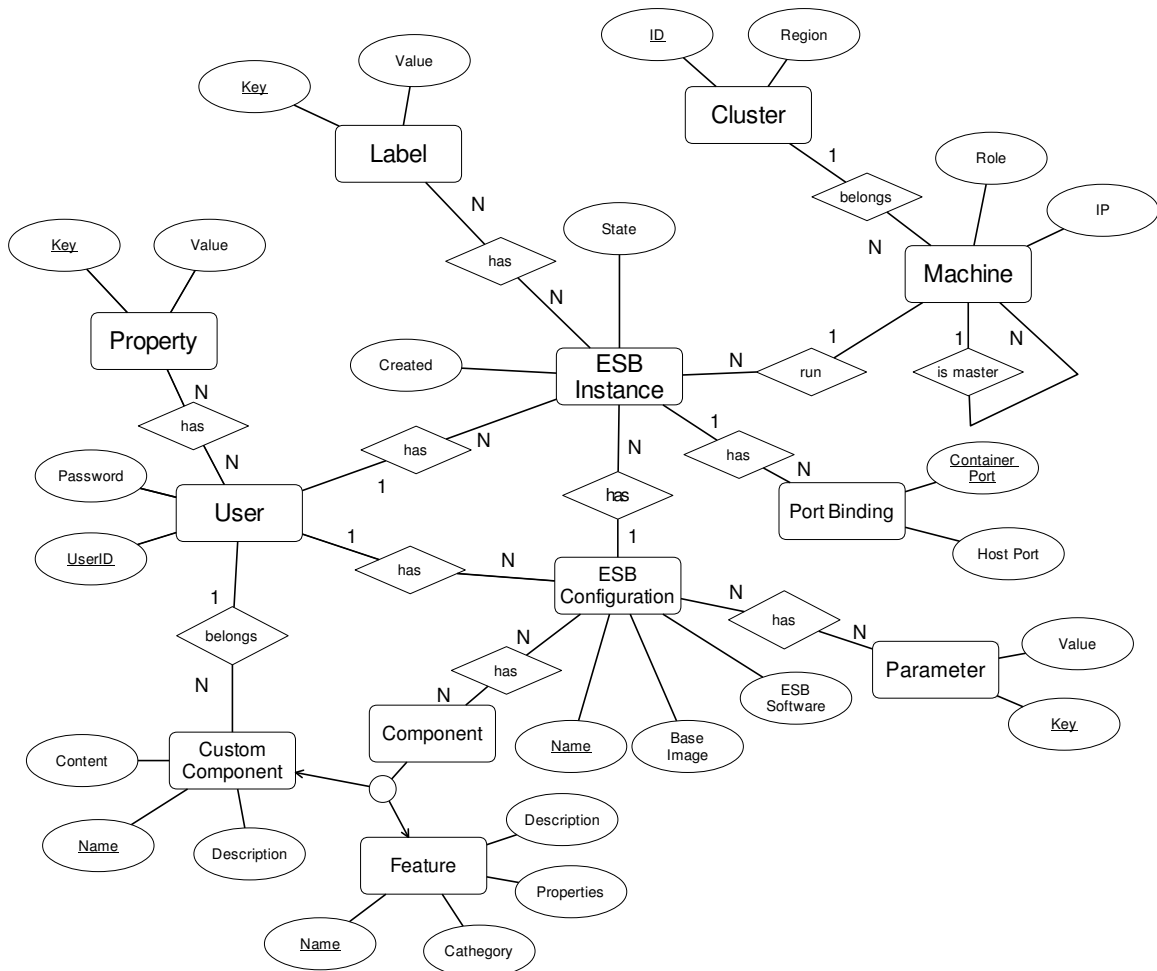 ID
Region
Value
Key
Cluster
Label
Role
1
belongs
N
IP
State
Key
Value
has
N
Machine
N
Property
Created
ESB
Instance
N
run
1
1
N
is master
N
has
N
has
N
1
has
N
1
has
N
Container
Port
Password
User
1
N
has
Port Binding
UserID
1
has
N
1
ESB
Configuration
Host Port
N
has
N
1
belongs
N
has
N
Value
Parameter
N
Component
ESB
Software
Key
Content
Custom
Component
Name
Base
Image
Name
Description
Description
Feature
Properties
Name
Cathegory